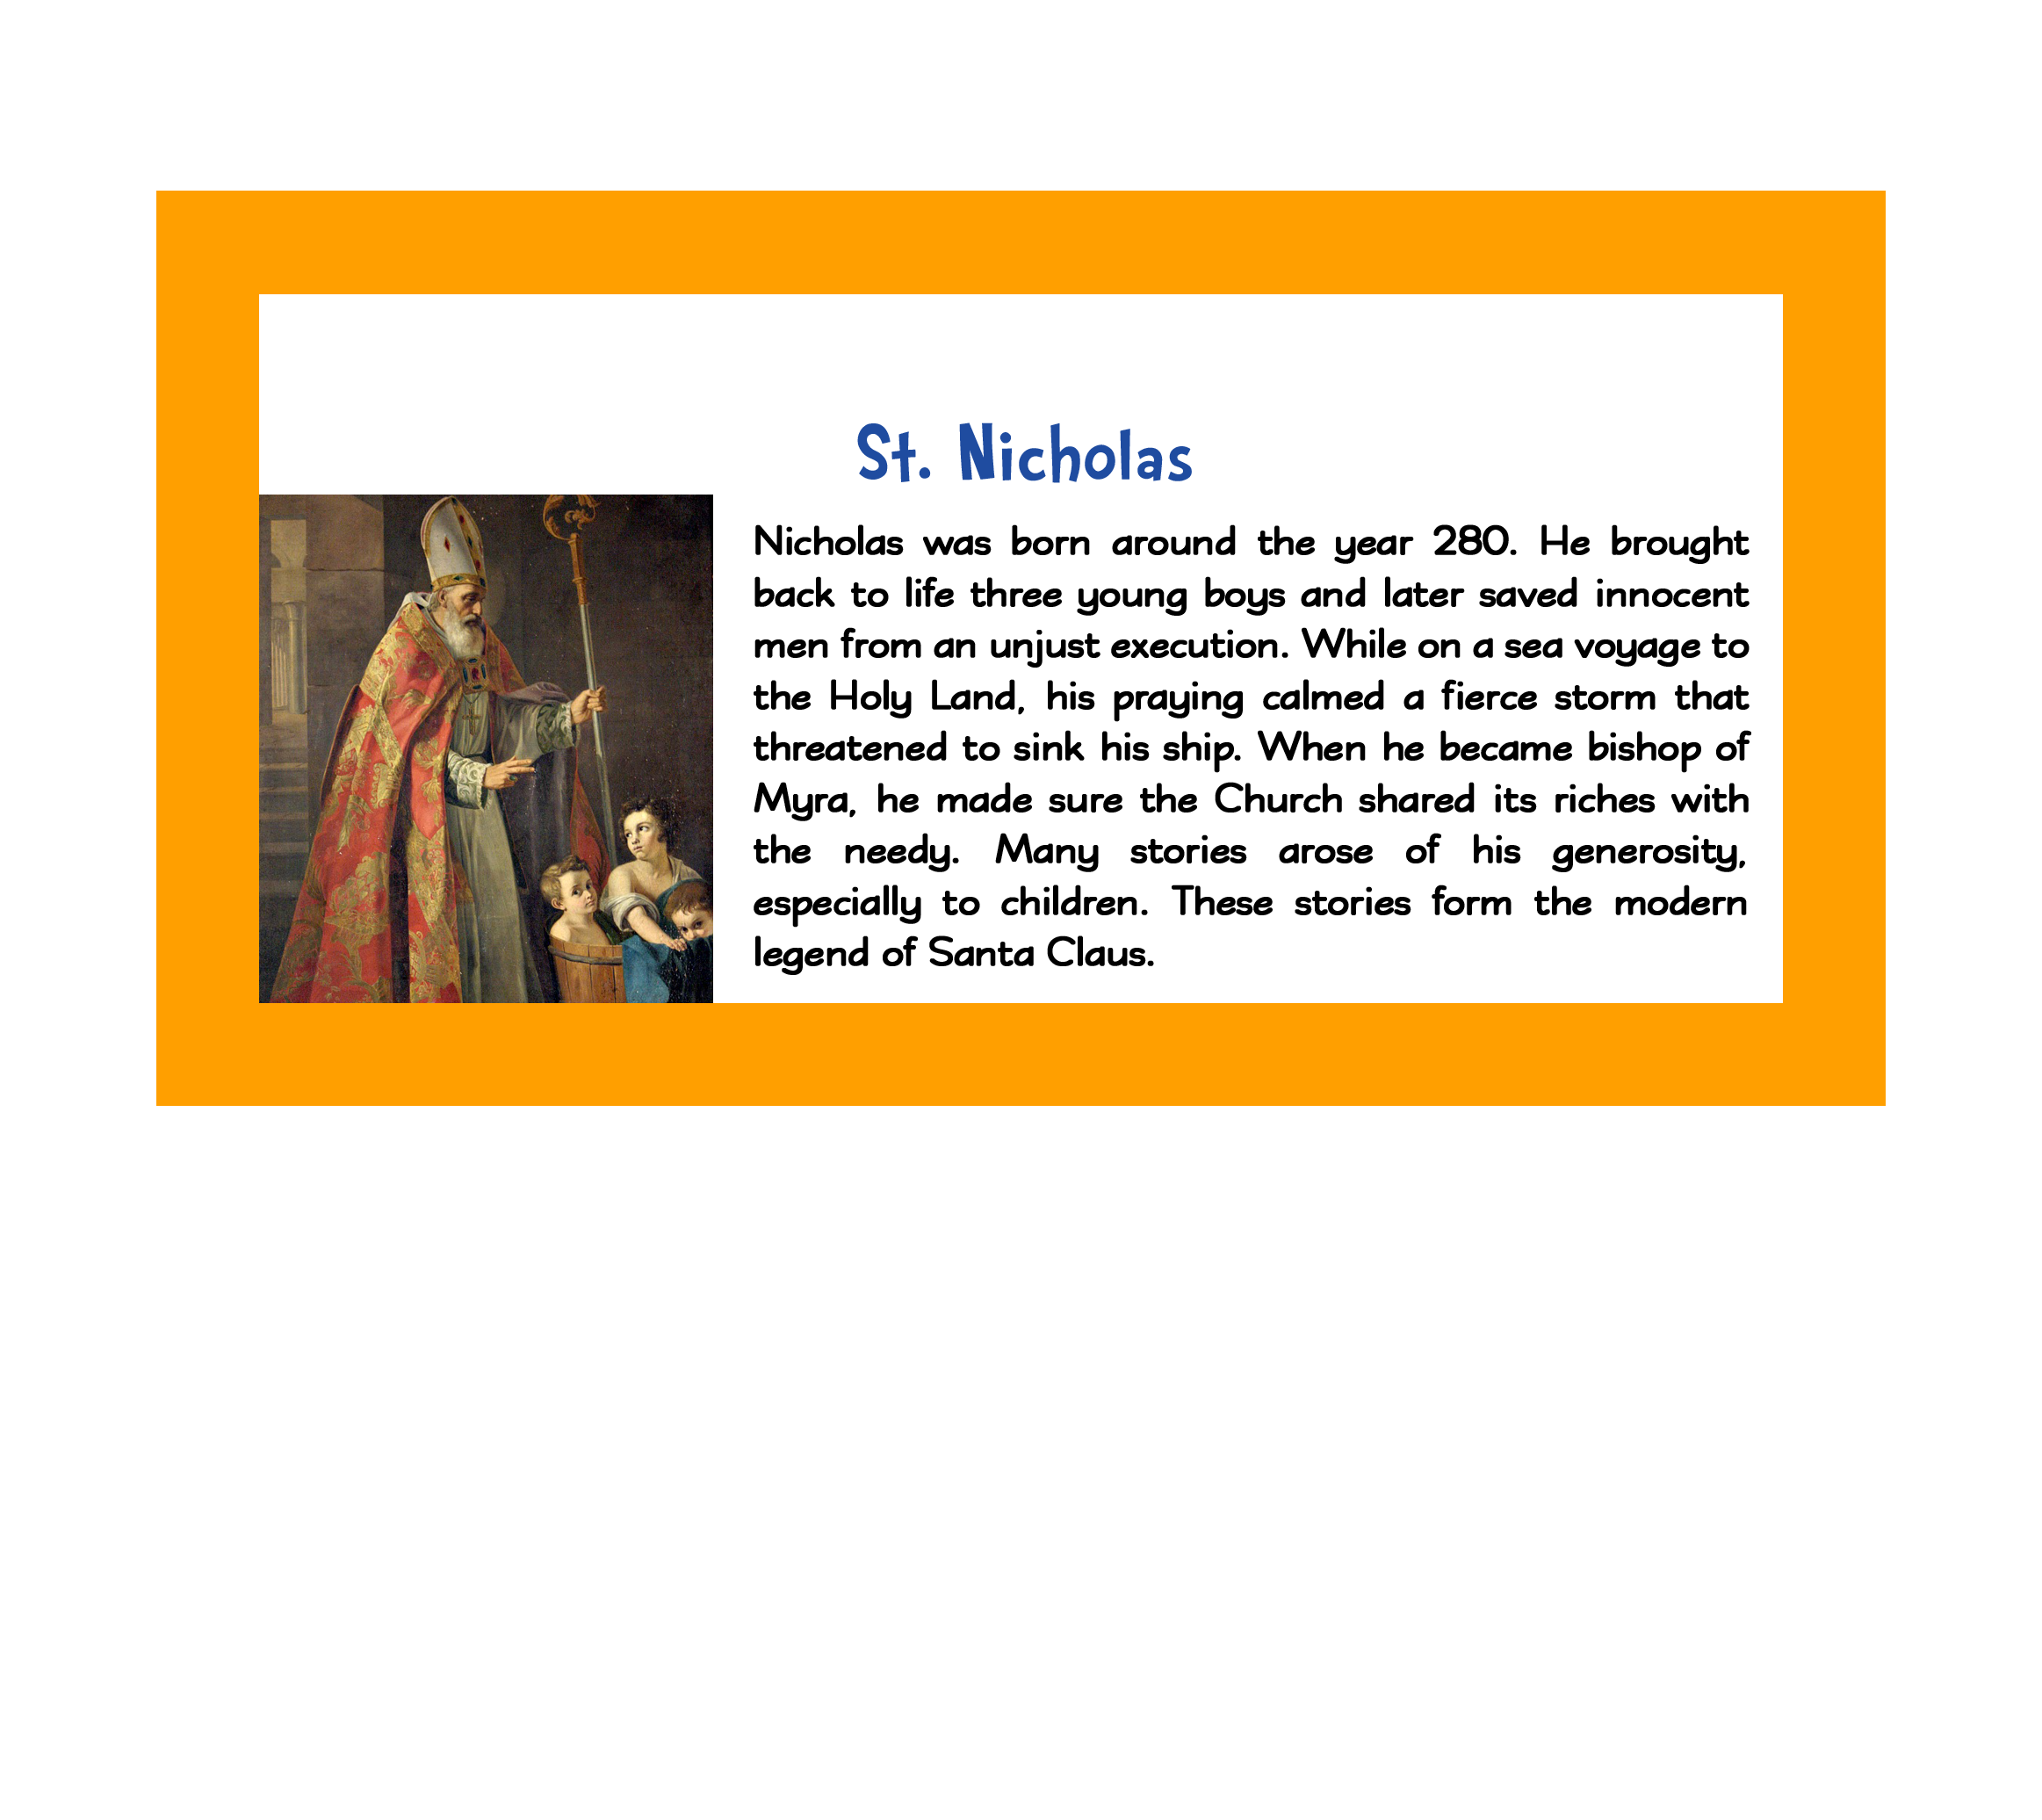 St. Nicholas
Nicholas was born around the year 280. He brought
back to life three young boys and later saved innocent
men from an unjust execution. While on a sea voyage to
the Holy Land, his praying calmed a fierce storm that
threatened to sink his ship. When he became bishop of
Myra, he made sure the Church shared its riches with
the needy. Many stories arose of his generosity,
especially to children. These stories form the modern
legend of Santa Claus.